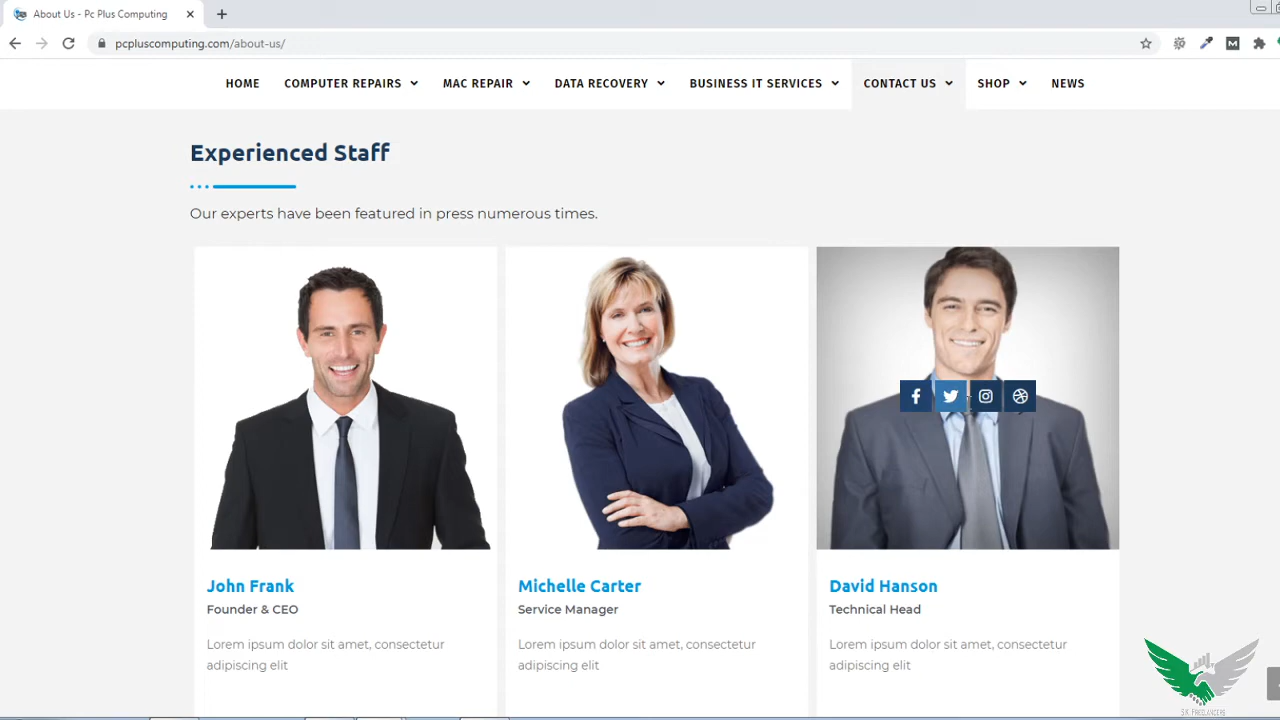 About Us - Pc Plus Computing
pcpluscomputing.com/about-us/
HOME COMPUTER REPAIRS MAC REPAIR DATA RECOVERY BUSINESS IT SERVICES CONTACT US SHOP NEWS
Experienced Staff
Our experts have been featured in press numerous times.
John Frank
Founder & CEO
Lorem ipsum dolor sit amet, consectetur
adipiscing elit
Michelle Carter
Service Manager
Lorem ipsum dolor sit amet, consectetur
adipiscing elit
David Hanson
Technical Head
Lorem ipsum dolor sit amet, consectetur
adipiscing elit
S.K. FREELANCERS